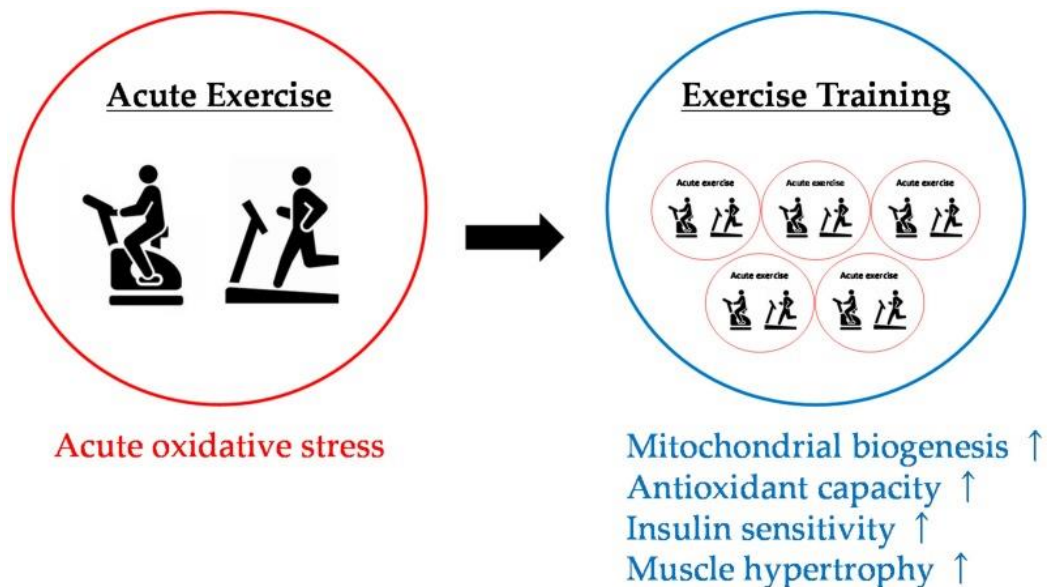 Acute Exercise
Acute oxidative stress
Exercise Training
Acute exercise
Acute exercise
Acute exercise
Acute exercise
Acute exercise
Mitochondrial biogenesis ↑
Antioxidant capacity ↑
Insulin sensitivity ↑
Muscle hypertrophy ↑